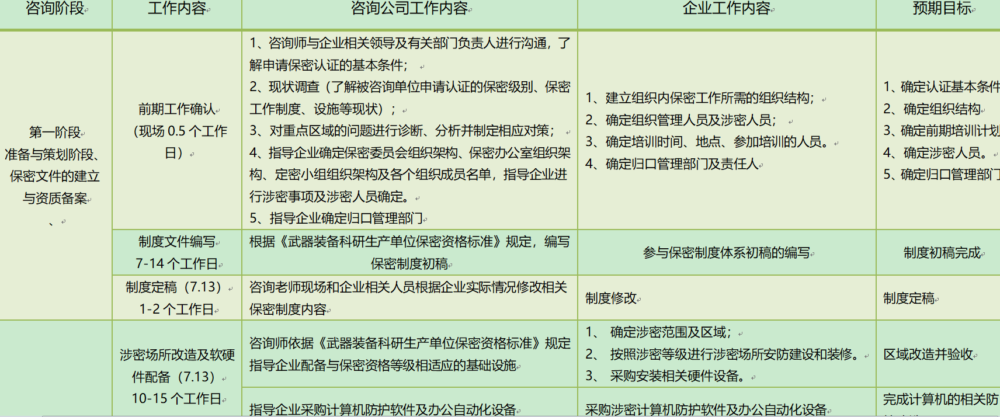 咨询阶段
工作内容
咨询公司工作内容
企业工作内容
预期目标
第一阶段
准备与策划阶段、
保密文件的建立
与资质备案
、
前期工作确认
（现场 0.5 个工作
日）
1、咨询师与企业相关领导及有关部门负责人进行沟通，了
解申请保密认证的基本条件；
2、现状调查（了解被咨询单位申请认证的保密级别、保密
工作制度、设施等现状）；
3、对重点区域的问题进行诊断、分析并制定相应对策；
4、指导企业确定保密委员会组织架构、保密办公室组织架
构、定密小组组织架构及各个组织成员名单，指导企业进
行涉密事项及涉密人员确定。
5、指导企业确定归口管理部门
1、建立组织内保密工作所需的组织结构；
2、确定组织管理人员及涉密人员；
3、确定培训时间、地点、参加培训的人员。
4、确定归口管理部门及责任人
1、确定认证基本条件
2、确定组织结构
3、确定前期培训计划
4、确定涉密人员。
5、确定归口管理部门
制度文件编写
7-14 个工作日
根据《武器装备科研生产单位保密资格标准》规定，编写
保密制度初稿
参与保密制度体系初稿的编写
制度初稿完成
制度定稿（7.13）
1-2 个工作日
咨询老师现场和企业相关人员根据企业实际情况修改相关
保密制度内容
制度修改
制度定稿
涉密场所改造及软硬
件配备（7.13）
10-15 个工作日
咨询师依据《武器装备科研生产单位保密资格标准》规定
指导企业配备与保密资格等级相适应的基础设施
1、 确定涉密范围及区域；
2、 按照涉密等级进行涉密场所安防建设和装修。
3、 采购安装相关硬件设备。
区域改造并验收
指导企业采购计算机防护软件及办公自动化设备
采购涉密计算机防护软件及办公自动化设备
完成计算机的相关防